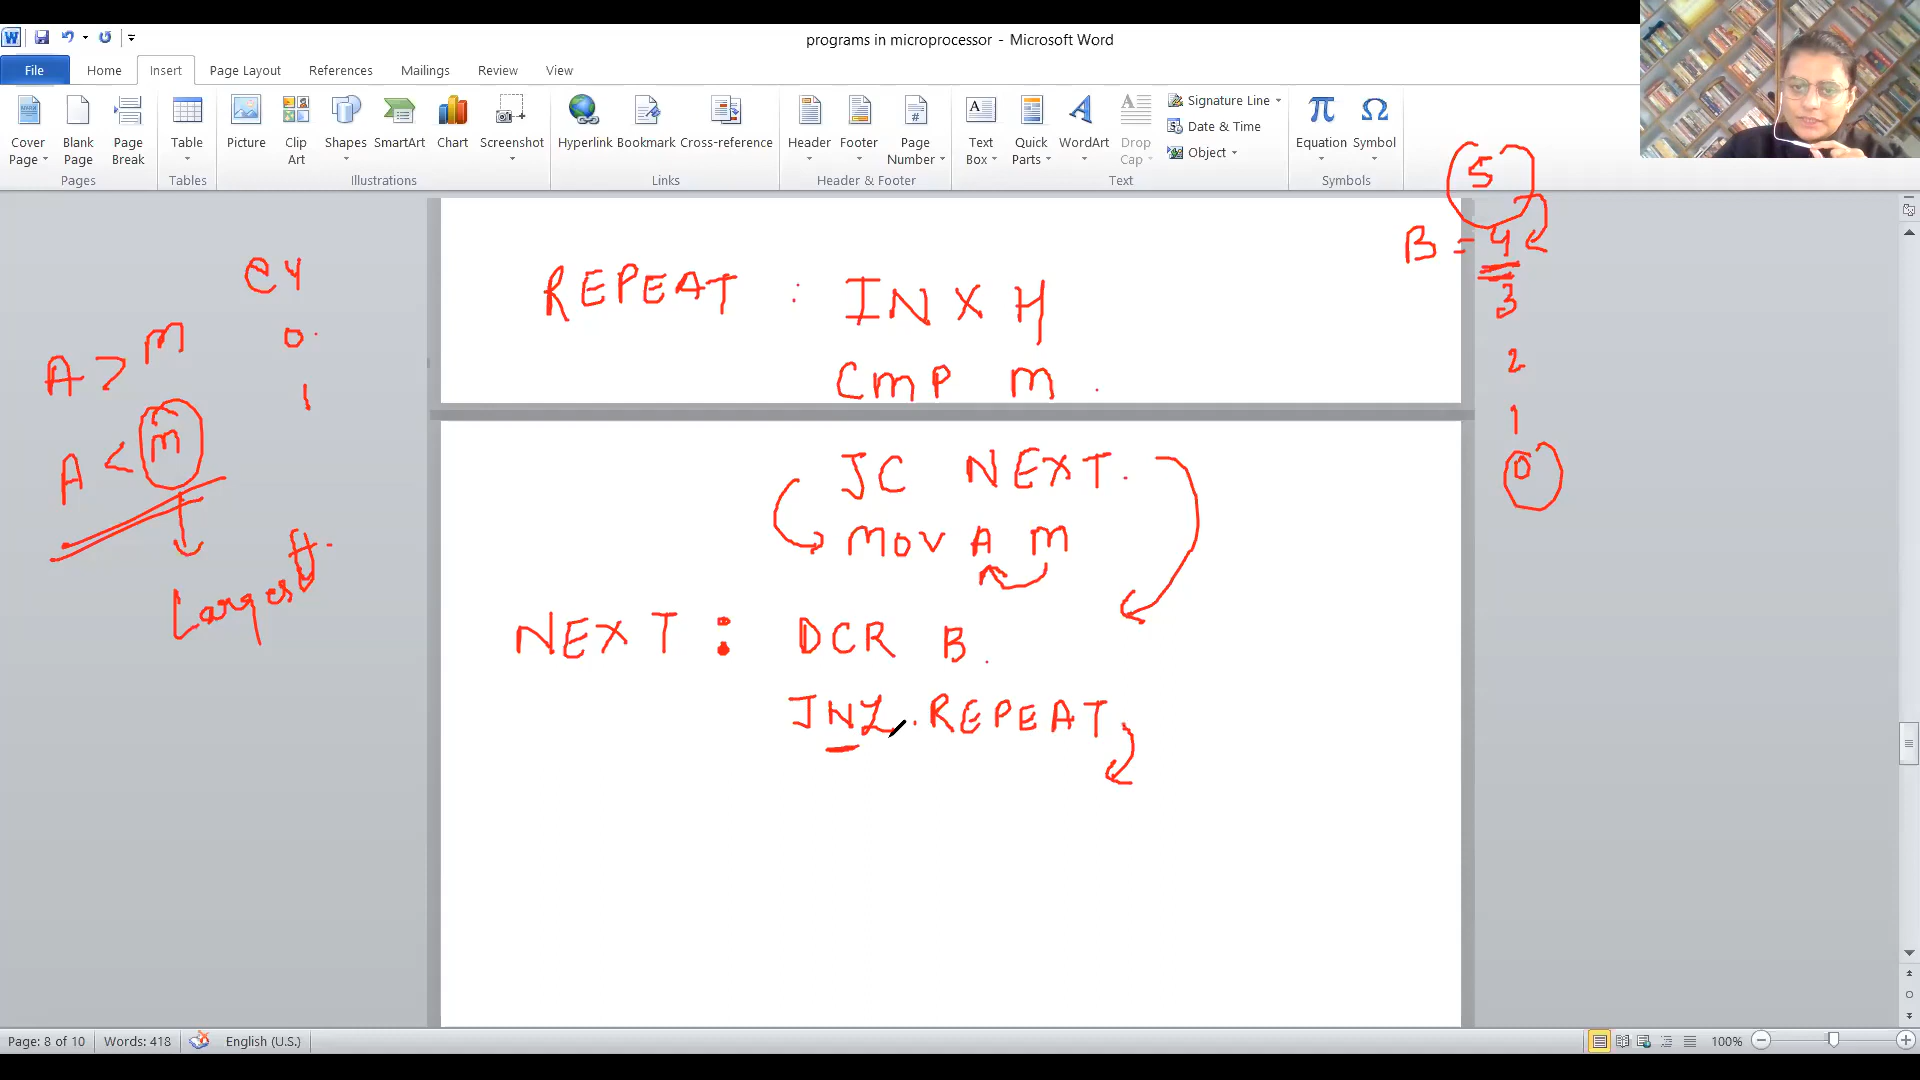 programs in microprocessor - Microsoft Word
File Home Insert Page Layout References Mailings Review View
Cover Page
Blank Page
Page Break
Table
Picture
Clip Art
Shapes
SmartArt
Chart
Screenshot
Hyperlink
Bookmark
Cross-reference
Header
Footer
Page Number
Text Box
Quick Parts
WordArt
Drop Cap
Signature Line
Date & Time
Object
Equation
Symbol
Pages
Tables
Illustrations
Links
Header & Footer
Text
Symbols
5
B = 4
3
2
1
0
CY
A > M 0
A < M 1
Largest
REPEAT : INX H
CMP M
JC NEXT
MOV A M
NEXT : DCR B
JNZ REPEAT
Page: 8 of 10
Words: 418
English (U.S.)
100%